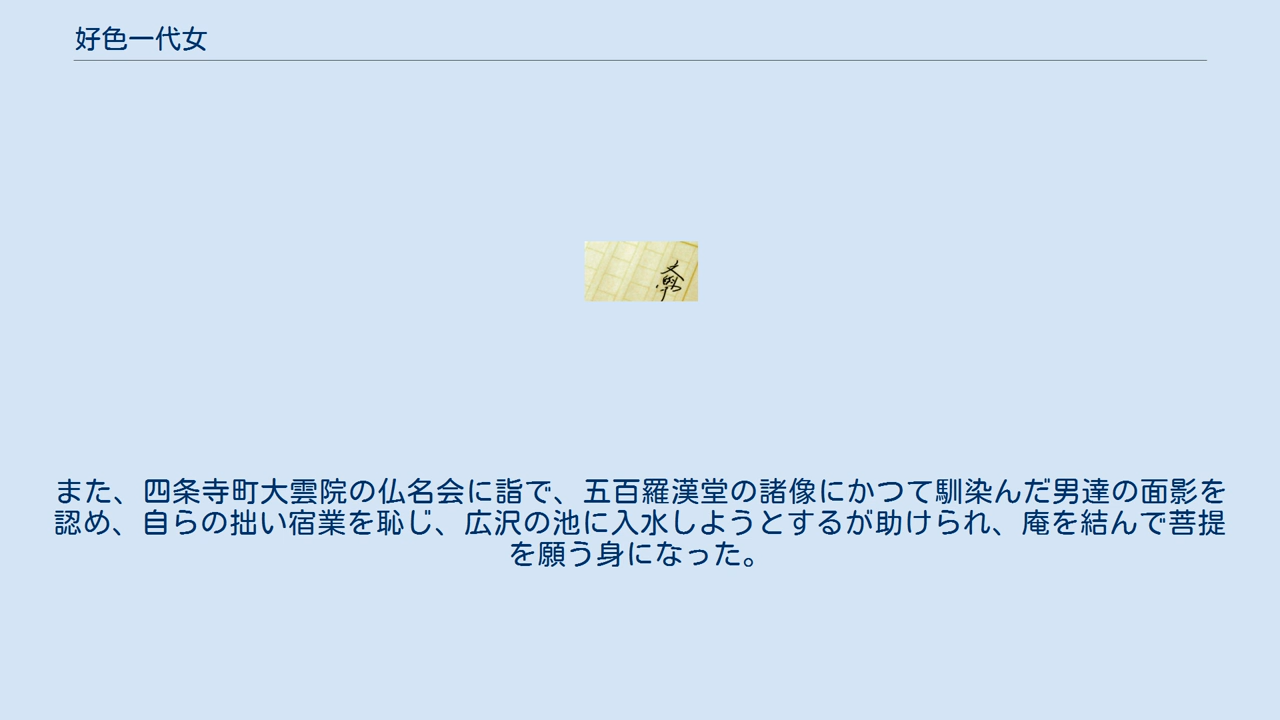 好色一代女
また、四条寺町大雲院の仏名会に詣で、五百羅漢堂の諸像にかつて馴染んだ男達の面影を
認め、自らの拙い宿業を恥じ、広沢の池に入水しようとするが助けられ、庵を結んで菩提
を願う身になった。